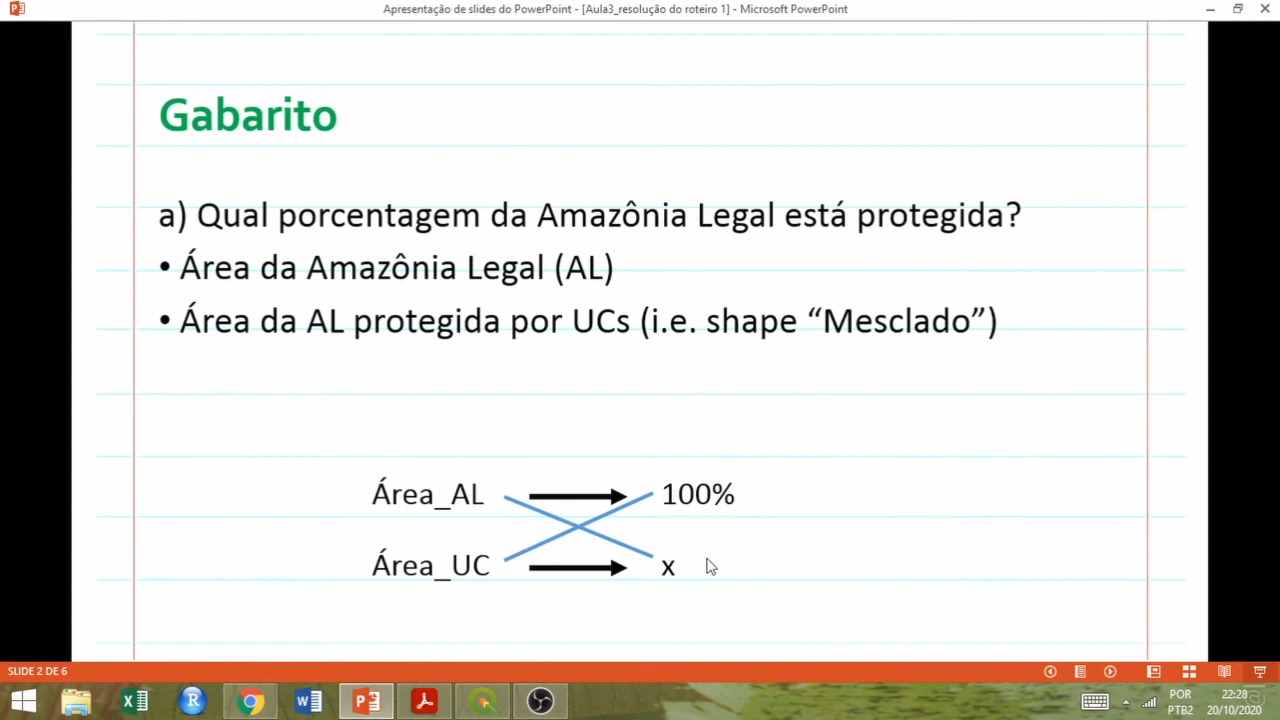 Apresentação de slides do PowerPoint - [Aula3_resolução do roteiro 1] - Microsoft PowerPoint
Gabarito
a) Qual porcentagem da Amazônia Legal está protegida?
• Área da Amazônia Legal (AL)
• Área da AL protegida por UCs (i.e. shape “Mesclado”)
Área_AL 100%
Área_UC x
SLIDE 2 DE 6
POR 22:28
PTB2 20/10/2020